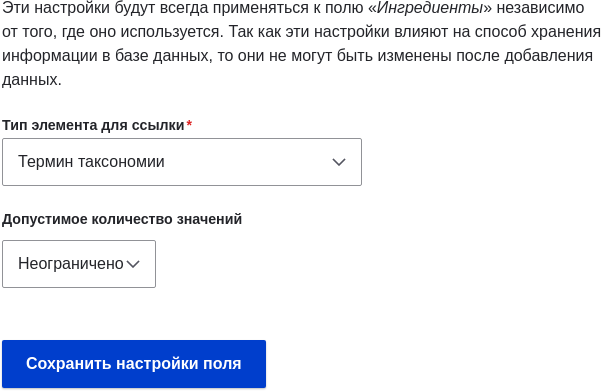 Эти настройки будут всегда применяться к полю «Ингредиенты» независимо
от того, где оно используется. Так как эти настройки влияют на способ хранения
информации в базе данных, то они не могут быть изменены после добавления
данных.
Тип элемента для ссылки*
Термин таксономии
Допустимое количество значений
Неограничено
Сохранить настройки поля